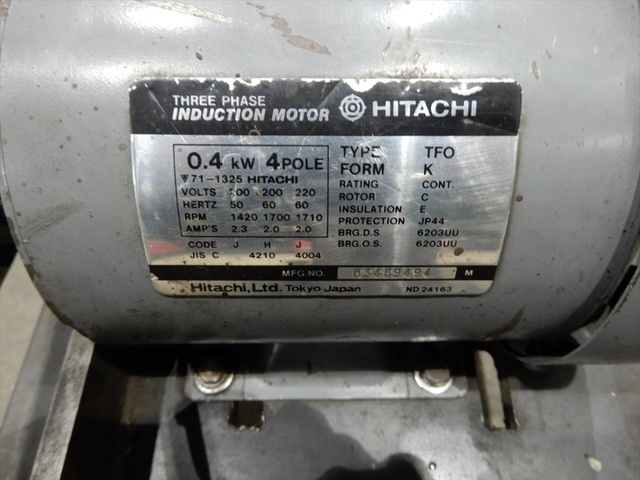 THREE PHASE
INDUCTION MOTOR HITACHI
0.4 kW 4 POLE
71-1325 HITACHI
VOLTS 200 200 220
HERTZ 50 60 60
RPM 1420 1700 1710
AMP'S 2.3 2.0 2.0
CODE J H J
JIS C 4210 4004
TYPE TFO
FORM K
RATING CONT.
ROTOR C
INSULATION E
PROTECTION JP44
BRG.D.S. 6203UU
BRG.O.S. 6203UU
MFG.NO. M
Hitachi, Ltd. Tokyo Japan ND 24163